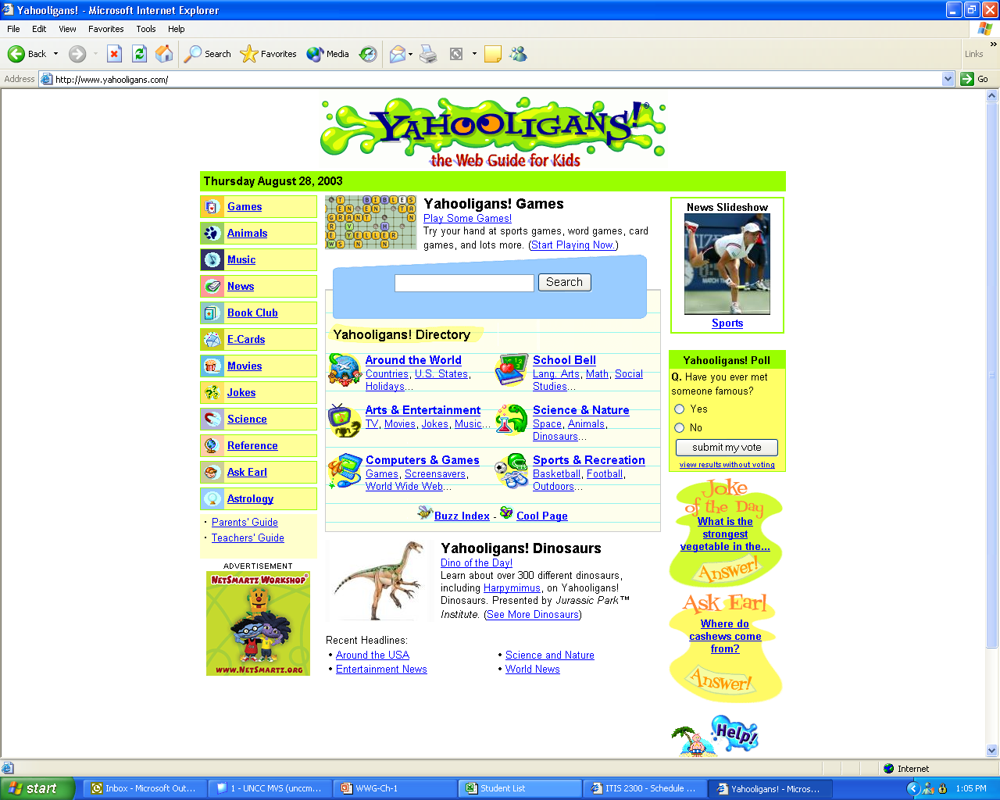 Yahooligans! - Microsoft Internet Explorer
File Edit View Favorites Tools Help
Back Search Favorites Media Links
Address http://www.yahooligans.com/ Go
YAHOOLIGANS!®
the Web Guide for Kids
Thursday August 28, 2003
Games
Animals
Music
News
Book Club
E-Cards
Movies
Jokes
Science
Reference
Ask Earl
Astrology
· Parents' Guide
· Teachers' Guide
ADVERTISEMENT
NetSmartz Workshop®
www.NetSmartz.org
Yahooligans! Games
Play Some Games!
Try your hand at sports games, word games, card
games, and lots more. (Start Playing Now.)
Search
Yahooligans! Directory
Around the World
Countries, U.S. States,
Holidays...
School Bell
Lang. Arts, Math, Social
Studies...
Arts & Entertainment
TV, Movies, Jokes, Music...
Science & Nature
Space, Animals,
Dinosaurs...
Computers & Games
Games, Screensavers,
World Wide Web...
Sports & Recreation
Basketball, Football,
Outdoors...
Buzz Index - Cool Page
Yahooligans! Dinosaurs
Dino of the Day!
Learn about over 300 different dinosaurs,
including Harpymimus, on Yahooligans!
Dinosaurs. Presented by Jurassic Park™
Institute. (See More Dinosaurs)
Recent Headlines:
• Around the USA
• Entertainment News
• Science and Nature
• World News
News Slideshow
Sports
Yahooligans! Poll
Q. Have you ever met
someone famous?
Yes
No
submit my vote
view results without voting
Joke
of the Day
What is the
strongest
vegetable in the...
Answer!
Ask Earl
Where do
cashews come
from?
Answer!
Help!
Internet
start
Inbox - Microsoft Out...
1 - UNCC MVS (unccm...
WWG-Ch-1
Student List
ITIS 2300 - Schedule ...
Yahooligans! - Micros...
1:05 PM